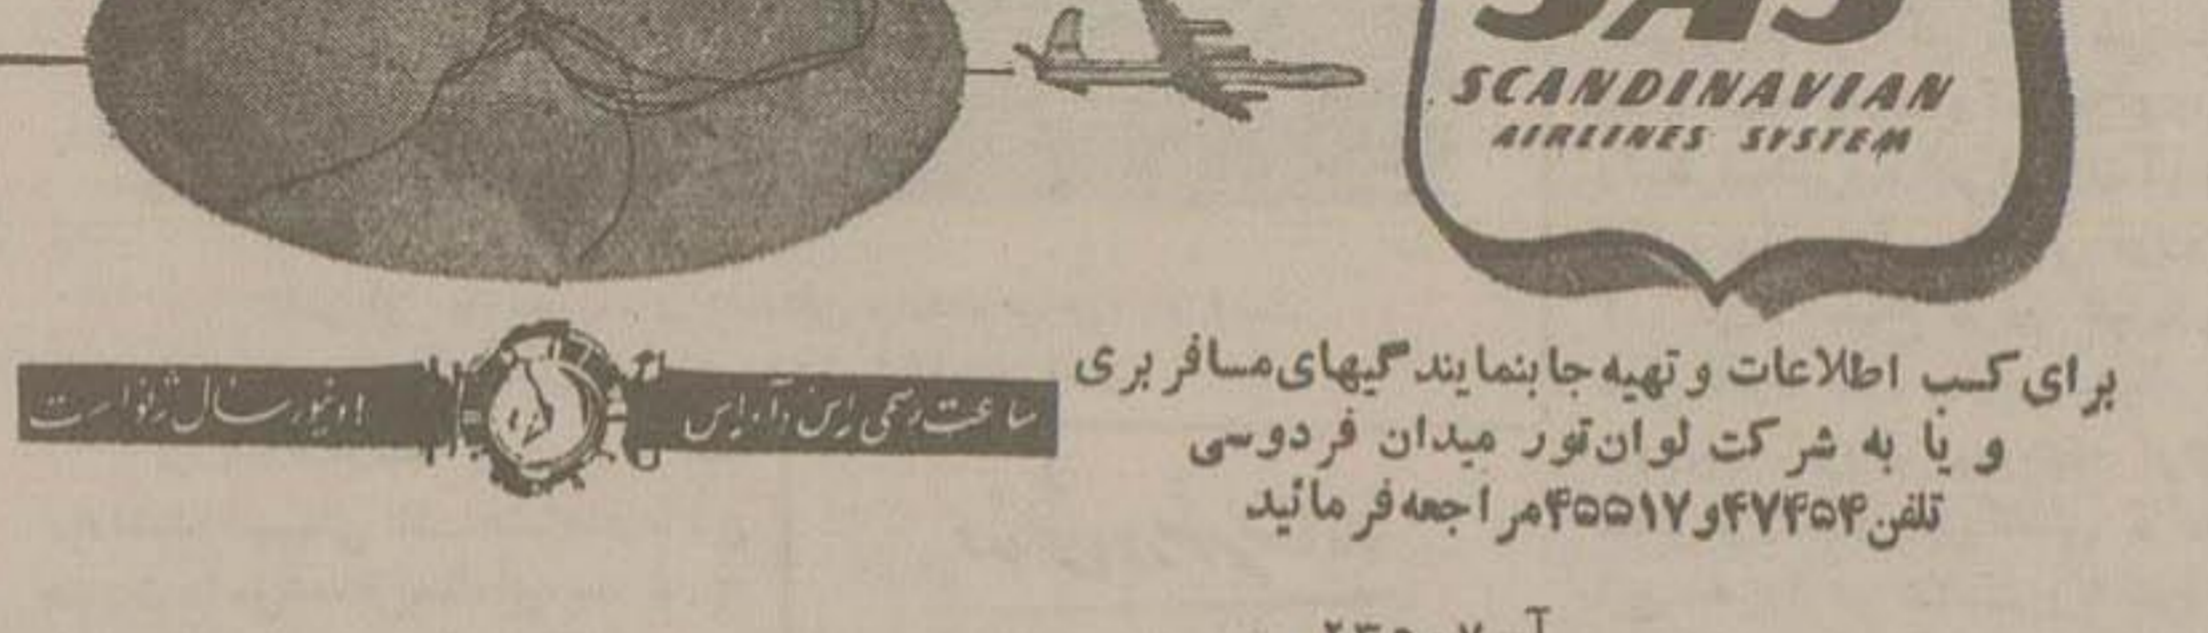 SAS
SCANDINAVIAN
AIRLINES SYSTEM
برای کسب اطلاعات و تهیه جا بنمایندگیهای مسافربری
و یا به شرکت لوان‌تور میدان فردوسی
تلفن ۴۷۴۵۴ و ۴۵۵۱۷ مراجعه فرمائید
ساعت رسمی اس
اونیورسال ژنو است